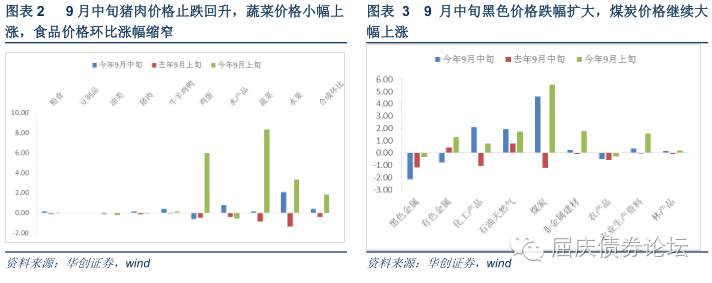 图表 2 9 月中旬猪肉价格止跌回升，蔬菜价格小幅上
涨，食品价格环比涨幅缩窄
今年9月中旬 去年9月中旬 今年9月上旬
粮食 豆制品 油类 猪肉 牛羊鸡鸭 鸡蛋 水产品 蔬菜 水果 合成环比
10.00
8.00
6.00
4.00
2.00
0.00
-2.00
资料来源：华创证券，wind
图表 3 9 月中旬黑色价格跌幅扩大，煤炭价格继续大
幅上涨
今年9月中旬 去年9月中旬 今年9月上旬
6.00
5.00
4.00
3.00
2.00
1.00
0.00
-1.00
-2.00
-3.00
黑色金属 有色金属 化工产品 石油天然气 煤炭 非金属建材 农产品 农业生产资料 林产品
资料来源：华创证券，wind
屈庆债券论坛